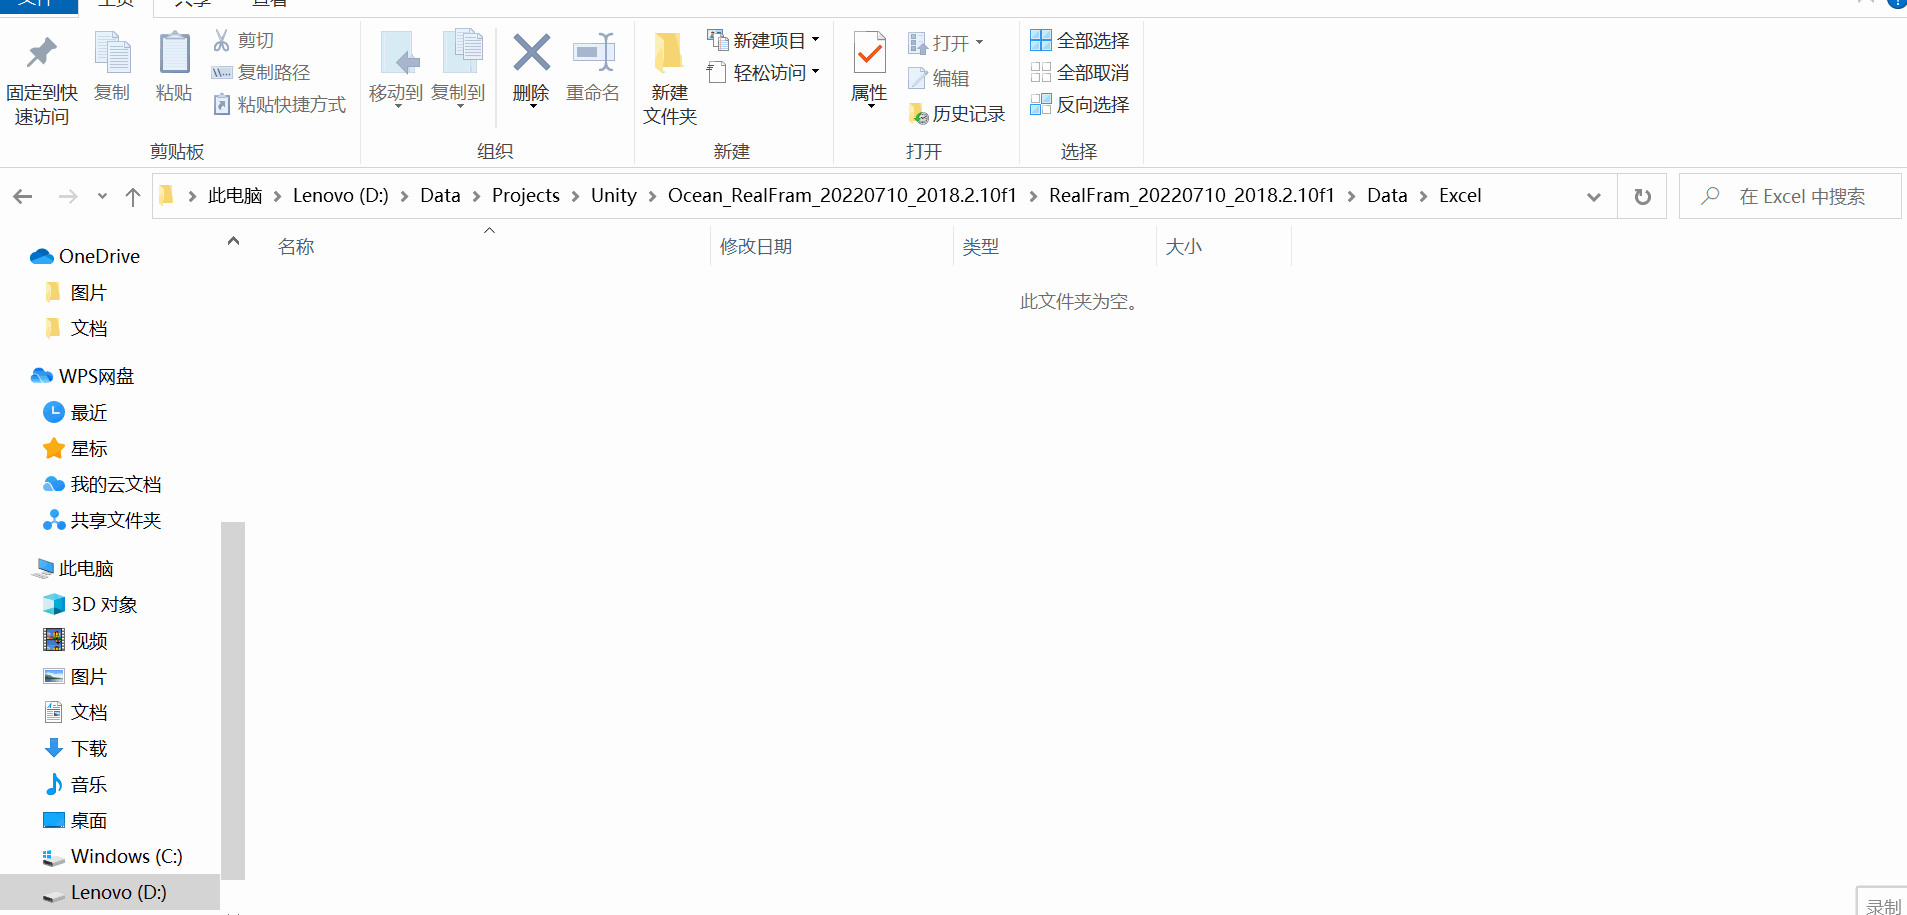 文件 主页 共享 查看
固定到快
速访问
复制
粘贴
剪切
复制路径
粘贴快捷方式
剪贴板
移动到
复制到
删除
重命名
组织
新建
文件夹
新建项目
轻松访问
新建
属性
打开
编辑
历史记录
打开
全部选择
全部取消
反向选择
选择
此电脑 Lenovo (D:) Data Projects Unity Ocean_RealFram_20220710_2018.2.10f1 RealFram_20220710_2018.2.10f1 Data Excel
在 Excel 中搜索
名称 修改日期 类型 大小
此文件夹为空。
OneDrive
图片
文档
WPS网盘
最近
星标
我的云文档
共享文件夹
此电脑
3D 对象
视频
图片
文档
下载
音乐
桌面
Windows (C:)
Lenovo (D:)
录制